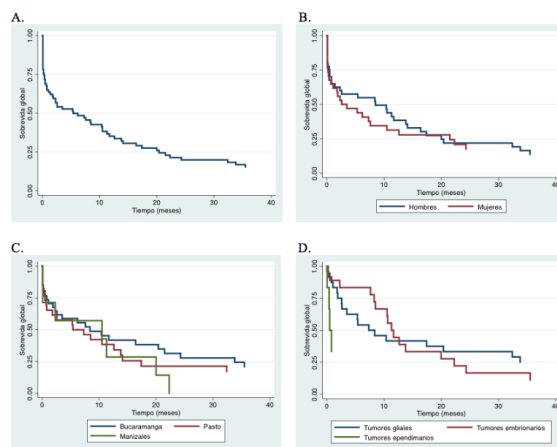 A.
Sobrevida global
0.00 0.25 0.50 0.75 1.00
0 10 20 30 40
Tiempo (meses)
B.
Sobrevida global
0.00 0.25 0.50 0.75 1.00
0 10 20 30 40
Tiempo (meses)
Hombres Mujeres
C.
Sobrevida global
0.00 0.25 0.50 0.75 1.00
0 10 20 30 40
Tiempo (meses)
Bucaramanga Pasto
Manizales
D.
Sobrevida global
0.00 0.25 0.50 0.75 1.00
0 10 20 30 40
Tiempo (meses)
Tumores gliales Tumores embrionarios
Tumores ependimarios